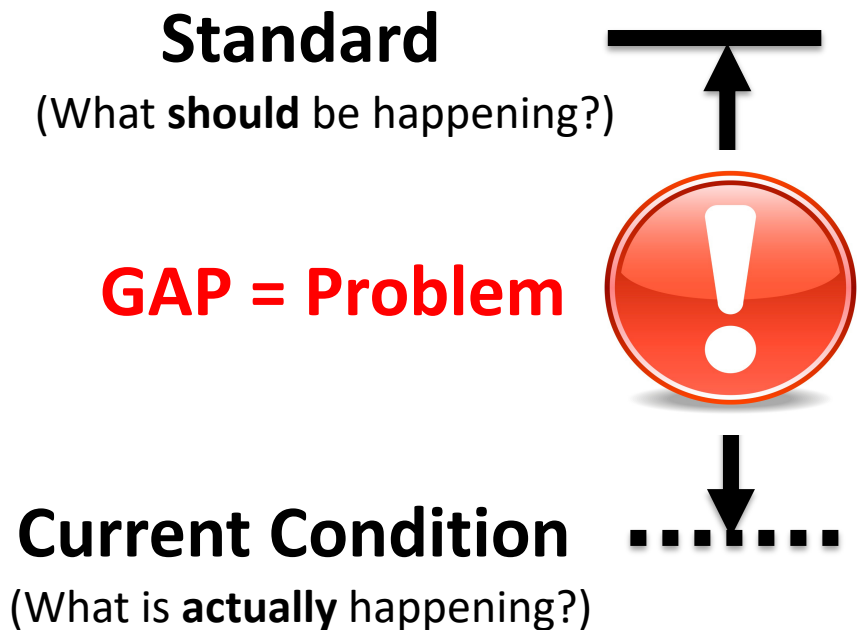 Standard
(What should be happening?)
GAP = Problem
Current Condition
(What is actually happening?)